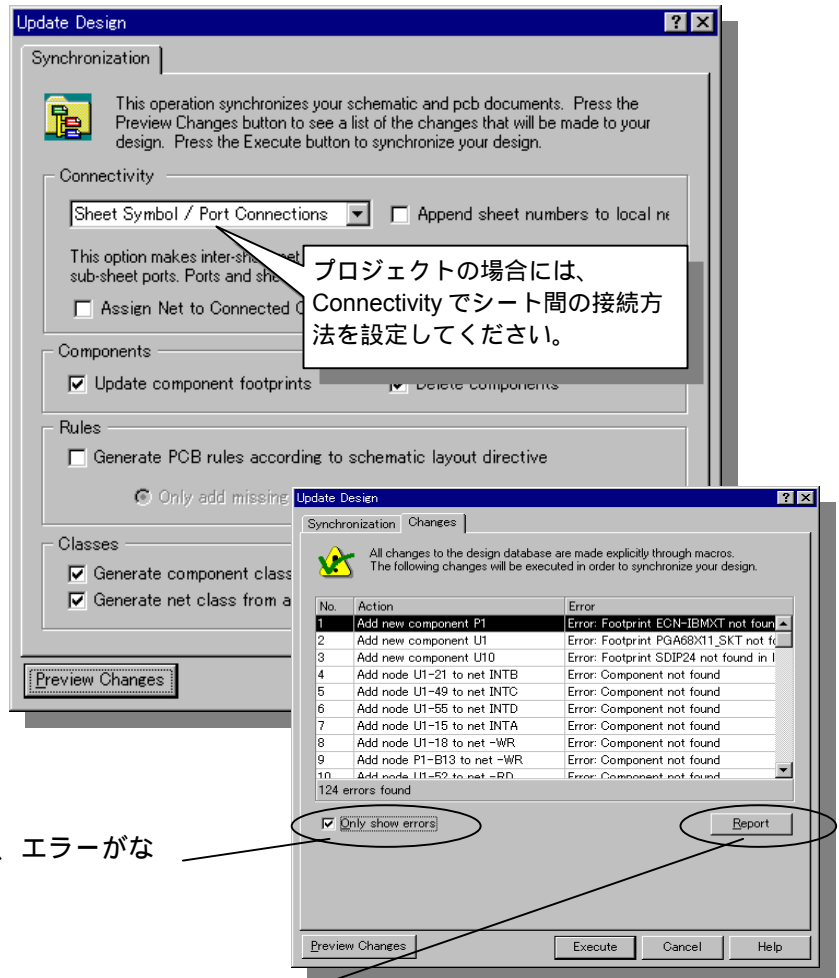 Update Design
Synchronization
This operation synchronizes your schematic and pcb documents. Press the
Preview Changes button to see a list of the changes that will be made to your
design. Press the Execute button to synchronize your design.
Connectivity
Sheet Symbol / Port Connections
Append sheet numbers to local
This option makes inter-sheet
sub-sheet ports. Ports and
Assign Net to Connected
プロジェクトの場合には、
Connectivity でシート間の接続方
法を設定してください。
Components
Update component footprints
Delete components
Rules
Generate PCB rules according to schematic layout directive
Only add missing
Classes
Generate component class
Generate net class from a
Preview Changes
Update Design
Synchronization Changes
All changes to the design database are made explicitly through macros.
The following changes will be executed in order to synchronize your design.
No. Action Error
1 Add new component P1 Error: Footprint ECN-IBMXT not foun
2 Add new component U1 Error: Footprint PGA68X11_SKT not fo
3 Add new component U10 Error: Footprint SDIP24 not found in
4 Add node U1-21 to net INTB Error: Component not found
5 Add node U1-49 to net INTC Error: Component not found
6 Add node U1-55 to net INTD Error: Component not found
7 Add node U1-15 to net INTA Error: Component not found
8 Add node U1-18 to net -WR Error: Component not found
9 Add node P1-B13 to net -WR Error: Component not found
10 Add node U1-52 to net -RD Error: Component not found
124 errors found
Only show errors
Report
、エラーがな
Preview Changes Execute Cancel Help